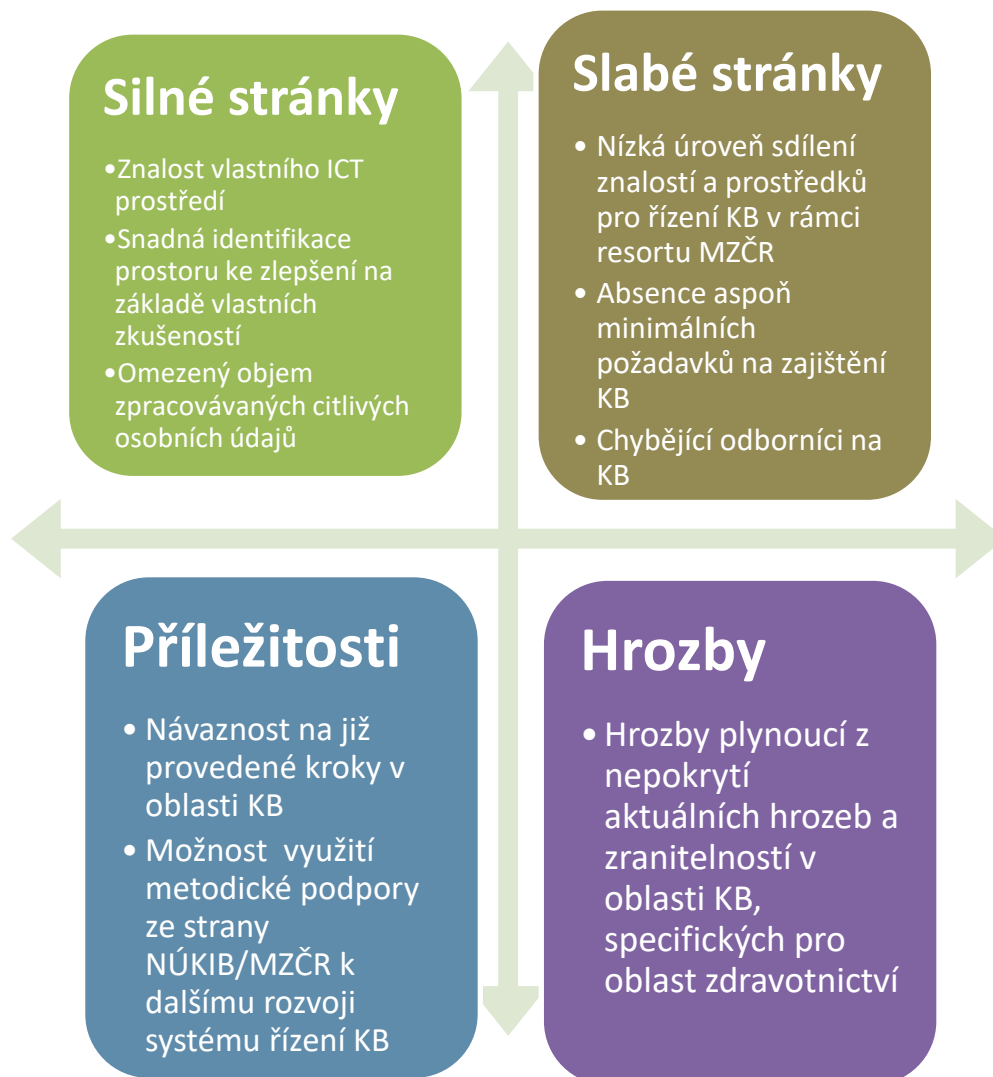 Silné stránky
•Znalost vlastního ICT
prostředí
•Snadná identifikace
prostoru ke zlepšení na
základě vlastních
zkušeností
•Omezený objem
zpracovávaných citlivých
osobních údajů
Slabé stránky
• Nízká úroveň sdílení
znalostí a prostředků
pro řízení KB v rámci
resortu MZČR
• Absence aspoň
minimálních
požadavků na zajištění
KB
• Chybějící odborníci na
KB
Příležitosti
• Návaznost na již
provedené kroky v
oblasti KB
• Možnost využití
metodické podpory
ze strany
NÚKIB/MZČR k
dalšímu rozvoji
systému řízení KB
Hrozby
• Hrozby plynoucí z
nepokrytí
aktuálních hrozeb a
zranitelností v
oblasti KB,
specifických pro
oblast zdravotnictví